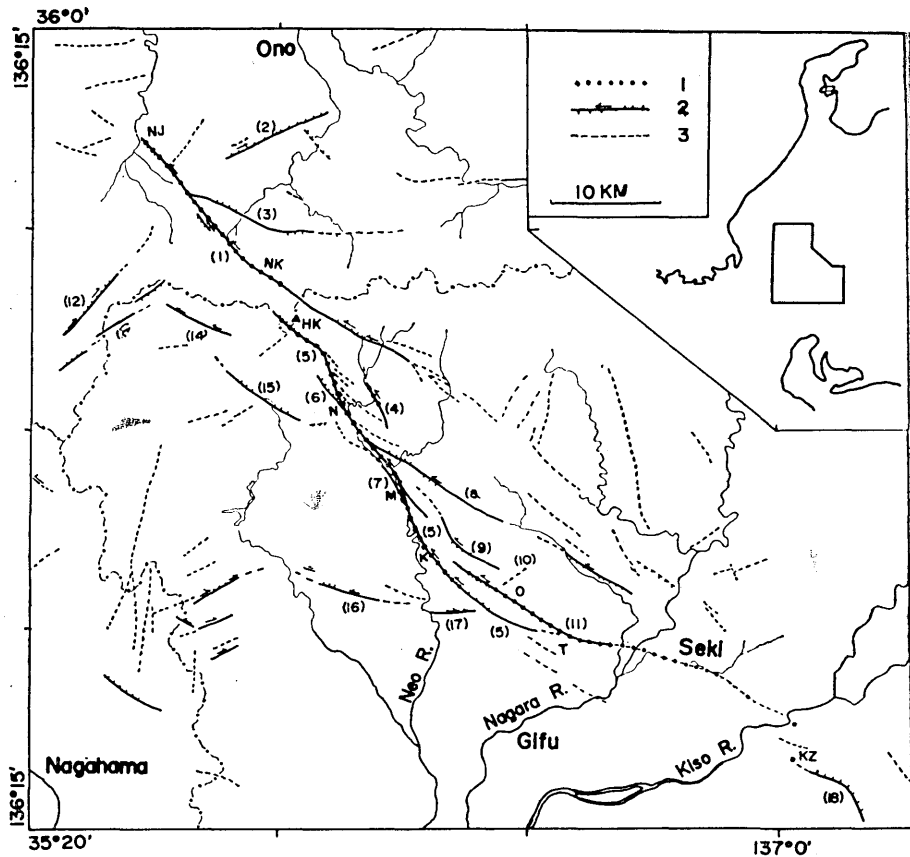 36°0'
136°15'
Ono
1
2
3
10 KM
NJ
(2)
(3)
(1)
NK
(12)
HK
(14)
(5)
(15)
(6)
(4)
N
(7)
(8
M
(5)
K
(9)
(10)
O
(16)
(17)
(5)
(11)
T
Seki
Neo R.
Nagara R.
Gifu
Kiso R.
KZ
(18)
Nagahama
136°15'
35°20'
137°0'